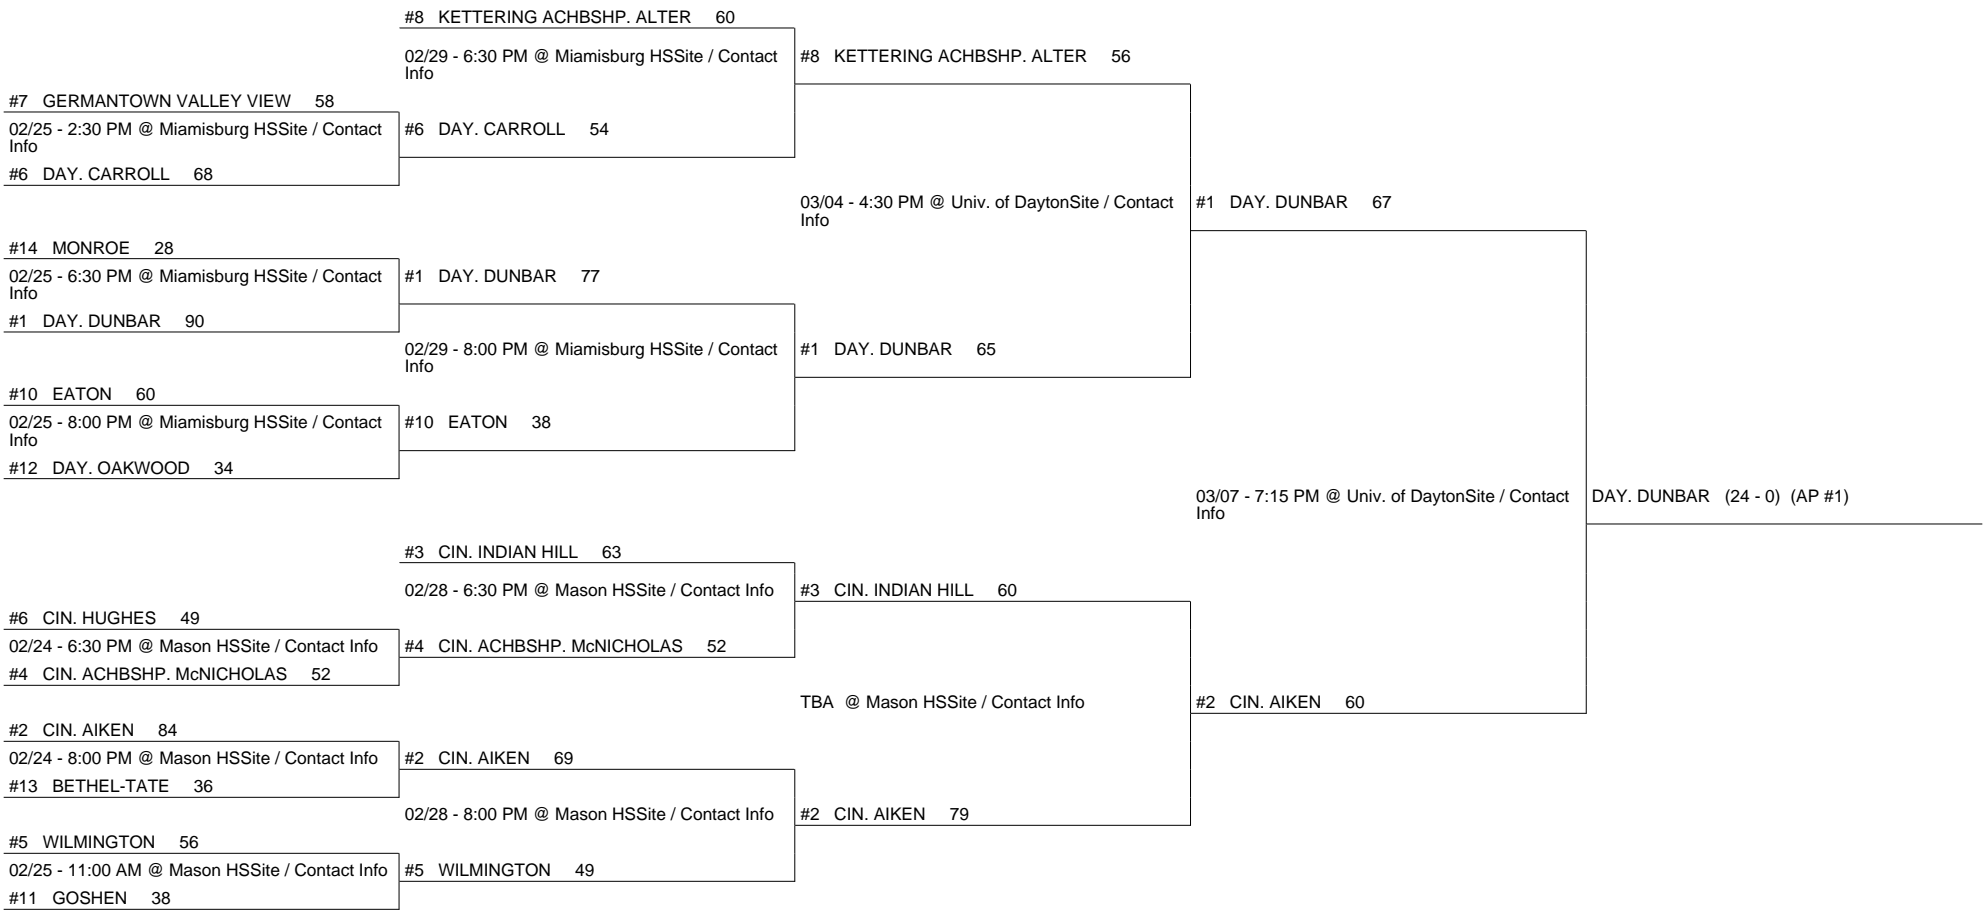 #8 KETTERING ACHBSHP. ALTER 60
02/29 - 6:30 PM @ Miamisburg HSSite / Contact
Info
#8 KETTERING ACHBSHP. ALTER 56
#7 GERMANTOWN VALLEY VIEW 58
02/25 - 2:30 PM @ Miamisburg HSSite / Contact
Info
#6 DAY. CARROLL 54
#6 DAY. CARROLL 68
03/04 - 4:30 PM @ Univ. of DaytonSite / Contact
Info
#1 DAY. DUNBAR 67
#14 MONROE 28
02/25 - 6:30 PM @ Miamisburg HSSite / Contact
Info
#1 DAY. DUNBAR 77
#1 DAY. DUNBAR 90
02/29 - 8:00 PM @ Miamisburg HSSite / Contact
Info
#1 DAY. DUNBAR 65
#10 EATON 60
02/25 - 8:00 PM @ Miamisburg HSSite / Contact
Info
#10 EATON 38
#12 DAY. OAKWOOD 34
03/07 - 7:15 PM @ Univ. of DaytonSite / Contact
Info
DAY. DUNBAR (24 - 0) (AP #1)
#3 CIN. INDIAN HILL 63
02/28 - 6:30 PM @ Mason HSSite / Contact Info
#3 CIN. INDIAN HILL 60
#6 CIN. HUGHES 49
02/24 - 6:30 PM @ Mason HSSite / Contact Info
#4 CIN. ACHBSHP. McNICHOLAS 52
#4 CIN. ACHBSHP. McNICHOLAS 52
TBA @ Mason HSSite / Contact Info
#2 CIN. AIKEN 60
#2 CIN. AIKEN 84
02/24 - 8:00 PM @ Mason HSSite / Contact Info
#2 CIN. AIKEN 69
#13 BETHEL-TATE 36
02/28 - 8:00 PM @ Mason HSSite / Contact Info
#2 CIN. AIKEN 79
#5 WILMINGTON 56
02/25 - 11:00 AM @ Mason HSSite / Contact Info
#5 WILMINGTON 49
#11 GOSHEN 38